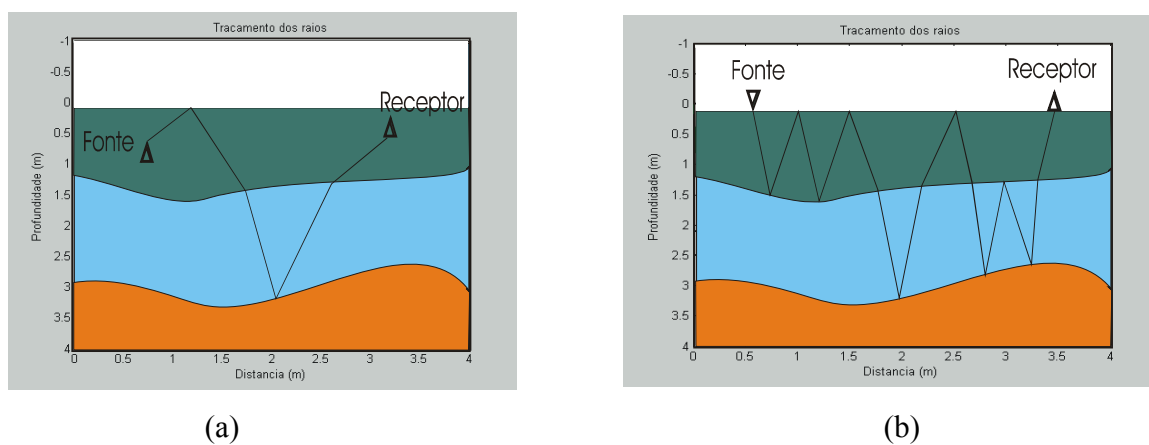 Tracamento dos raios
-1
-0.5
0
0.5
1
1.5
2
2.5
3
3.5
4
Profundidade (m)
Fonte
Receptor
0 0.5 1 1.5 2 2.5 3 3.5 4
Distancia (m)
(a)
Tracamento dos raios
-1
-0.5
0
0.5
1
1.5
2
2.5
3
3.5
4
Profundidade (m)
Fonte
Receptor
0 0.5 1 1.5 2 2.5 3 3.5 4
Distancia (m)
(b)